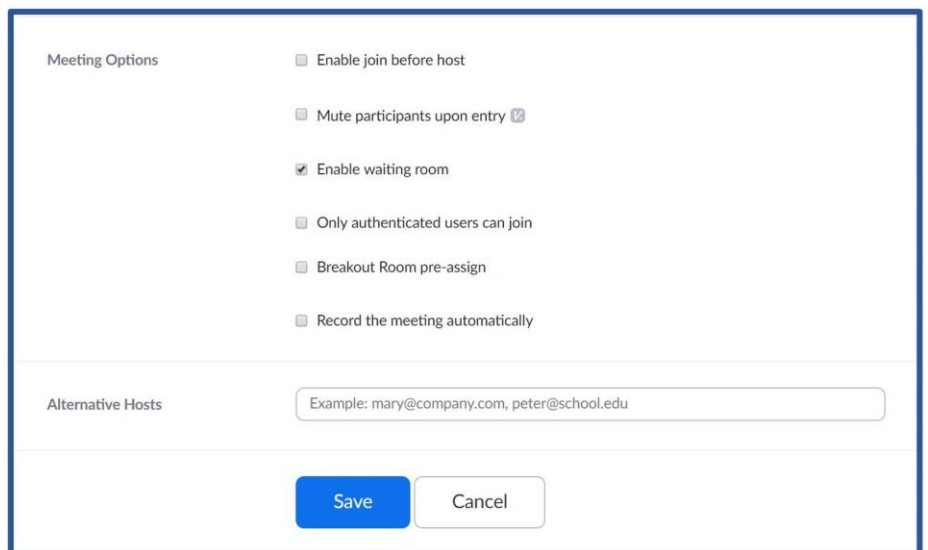 Meeting Options
Enable join before host
Mute participants upon entry
Enable waiting room
Only authenticated users can join
Breakout Room pre-assign
Record the meeting automatically
Alternative Hosts
Example: mary@company.com, peter@school.edu
Save
Cancel